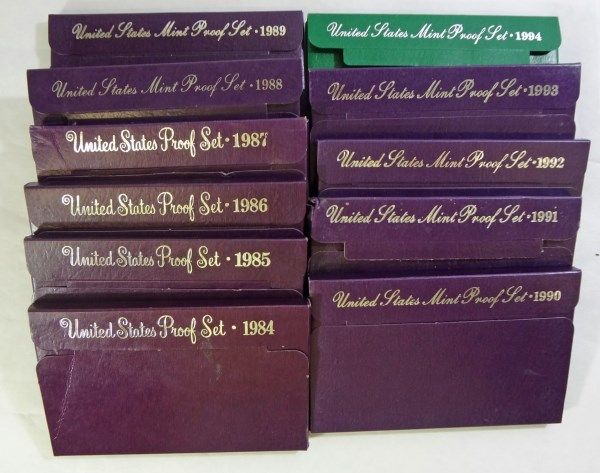 United States Mint Proof Set · 1989
United States Mint Proof Set · 1988
United States Proof Set · 1987
United States Proof Set · 1986
United States Proof Set · 1985
United States Proof Set · 1984
United States Mint Proof Set · 1994
United States Mint Proof Set · 1993
United States Mint Proof Set · 1992
United States Mint Proof Set · 1991
United States Mint Proof Set · 1990